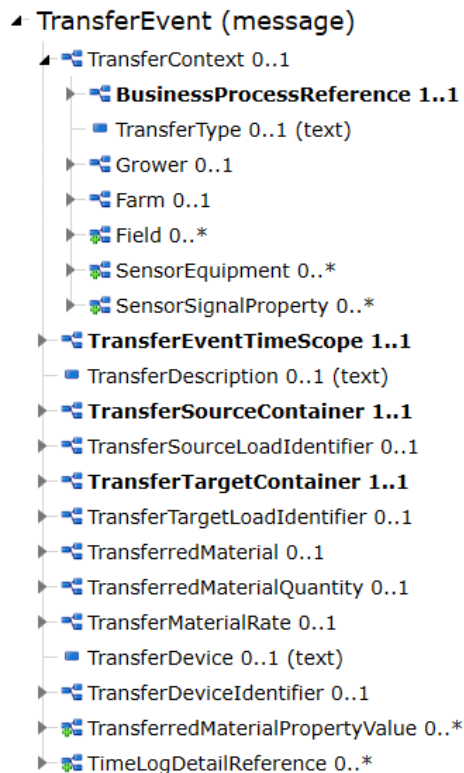 TransferEvent (message)
TransferContext 0..1
BusinessProcessReference 1..1
TransferType 0..1 (text)
Grower 0..1
Farm 0..1
Field 0..*
SensorEquipment 0..*
SensorSignalProperty 0..*
TransferEventTimeScope 1..1
TransferDescription 0..1 (text)
TransferSourceContainer 1..1
TransferSourceLoadIdentifier 0..1
TransferTargetContainer 1..1
TransferTargetLoadIdentifier 0..1
TransferredMaterial 0..1
TransferredMaterialQuantity 0..1
TransferMaterialRate 0..1
TransferDevice 0..1 (text)
TransferDeviceIdentifier 0..1
TransferredMaterialPropertyValue 0..*
TimeLogDetailReference 0..*